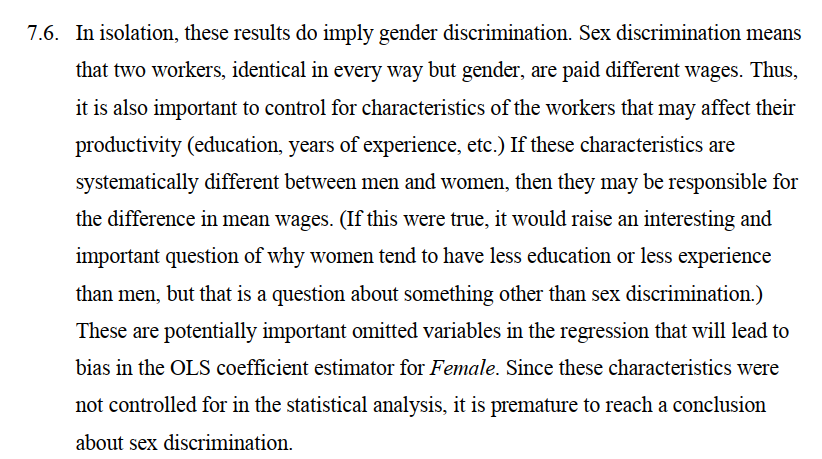 7.6. In isolation, these results do imply gender discrimination. Sex discrimination means
that two workers, identical in every way but gender, are paid different wages. Thus,
it is also important to control for characteristics of the workers that may affect their
productivity (education, years of experience, etc.) If these characteristics are
systematically different between men and women, then they may be responsible for
the difference in mean wages. (If this were true, it would raise an interesting and
important question of why women tend to have less education or less experience
than men, but that is a question about something other than sex discrimination.)
These are potentially important omitted variables in the regression that will lead to
bias in the OLS coefficient estimator for Female. Since these characteristics were
not controlled for in the statistical analysis, it is premature to reach a conclusion
about sex discrimination.